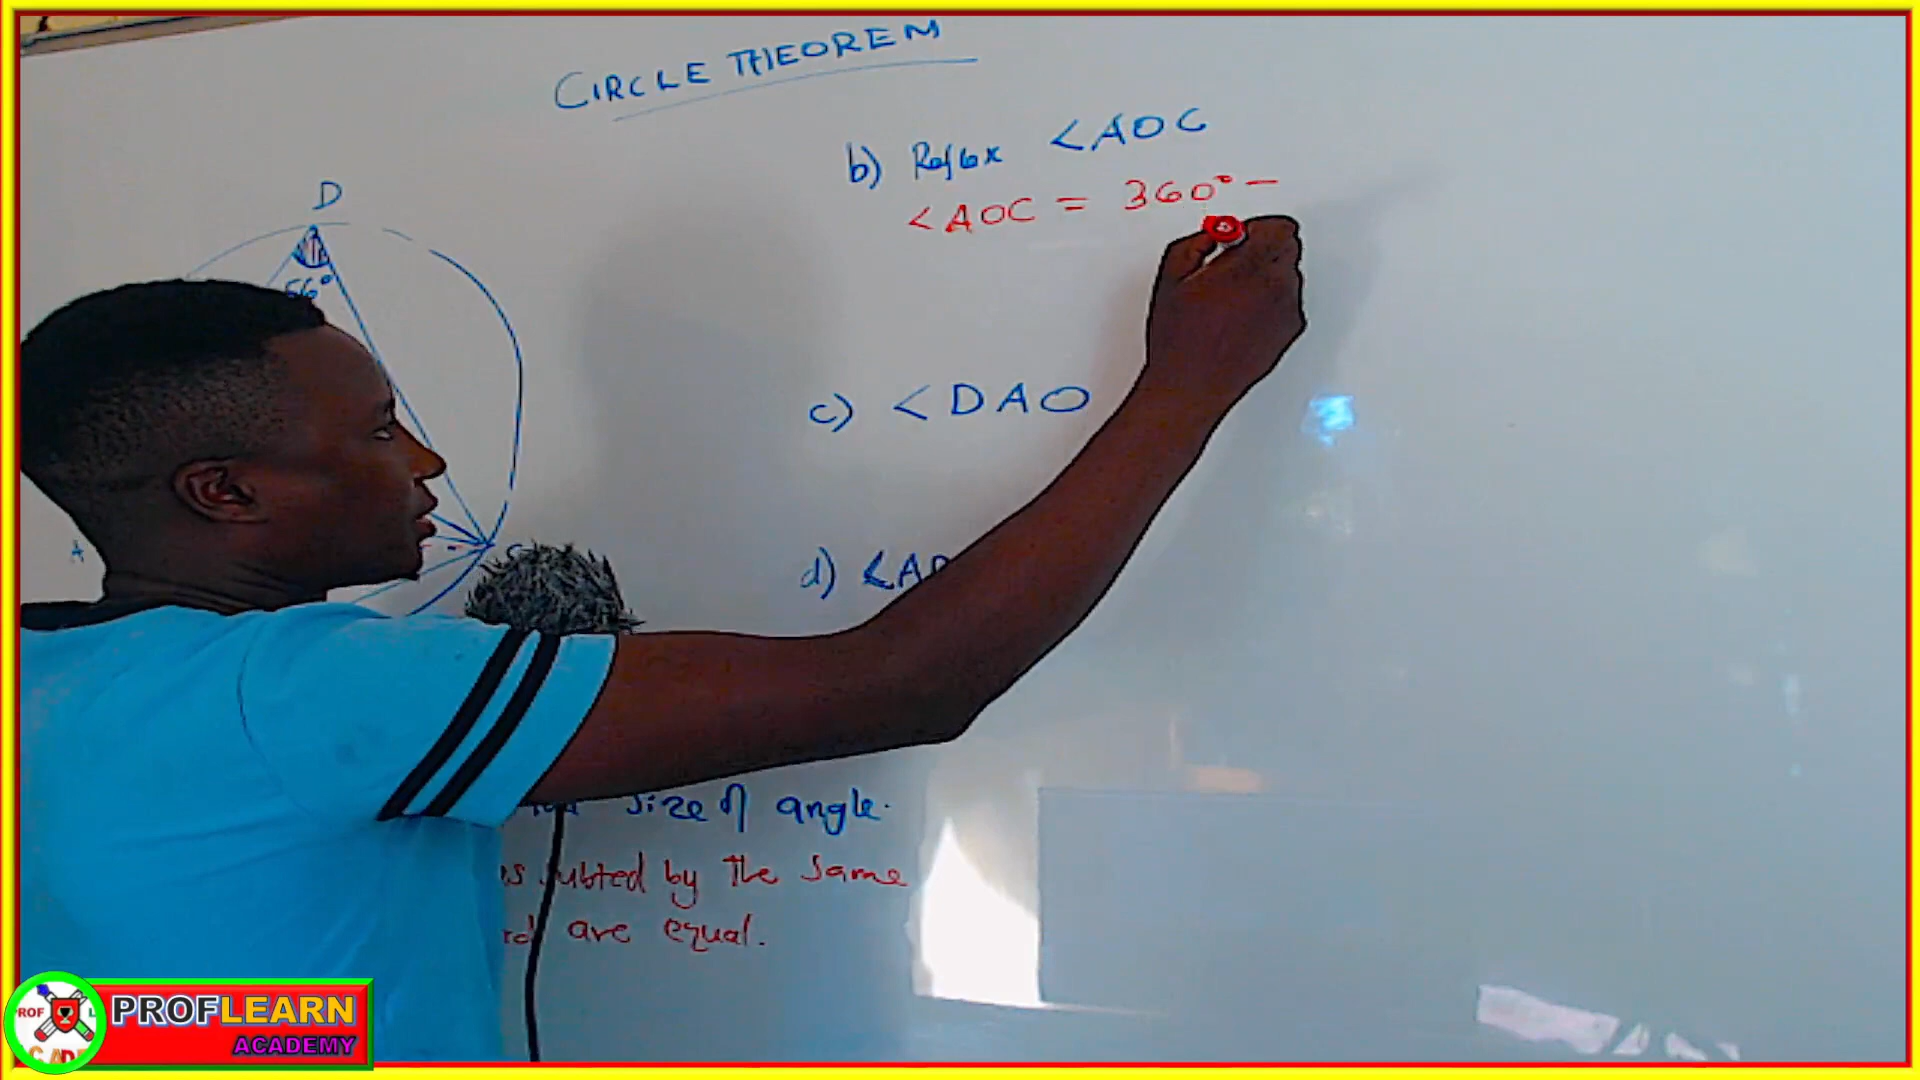 CIRCLE THEOREM
b) Reflex <AOC
<AOC = 360° -
D
56°
c) <DAO
A
d) <AO
size of angle.
subted by the same
are equal.
PROFLEARN
ACADEMY